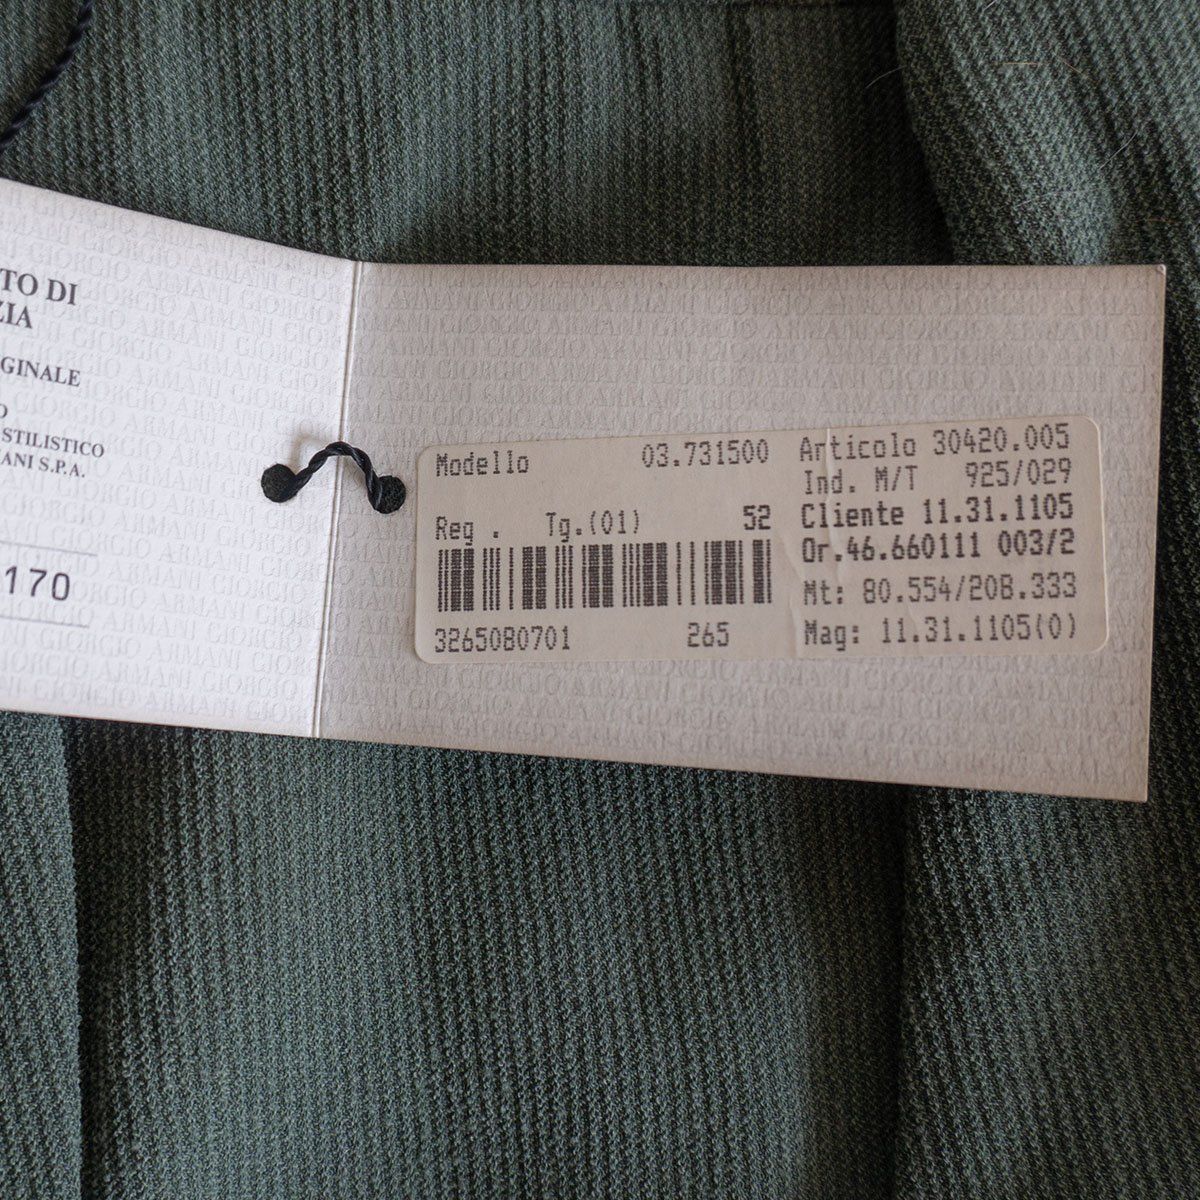 TO DI
ZIA
GINALE
O
STILISTICO
ANI S.P.A.
170
Modello 03.731500
Reg . Tg.(01) 52
3265080701 265
Articolo 30420.005
Ind. M/T 925/029
Cliente 11.31.1105
Or.46.660111 003/2
Mt: 80.554/208.333
Mag: 11.31.1105(0)
GIORGIO ARMANI